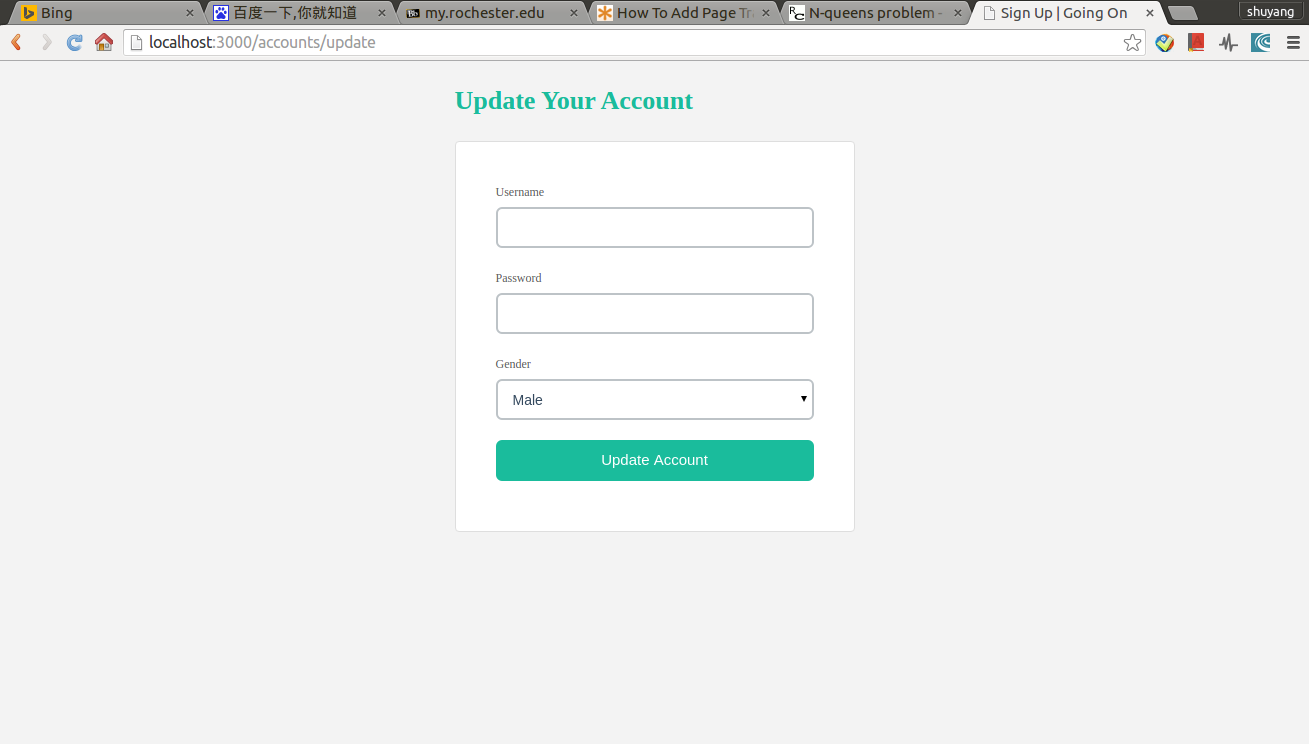 Bing
百度一下,你就知道
my.rochester.edu
How To Add Page Tr
N-queens problem -
Sign Up | Going On
shuyang
localhost:3000/accounts/update
Update Your Account
Username
Password
Gender
Male
Update Account